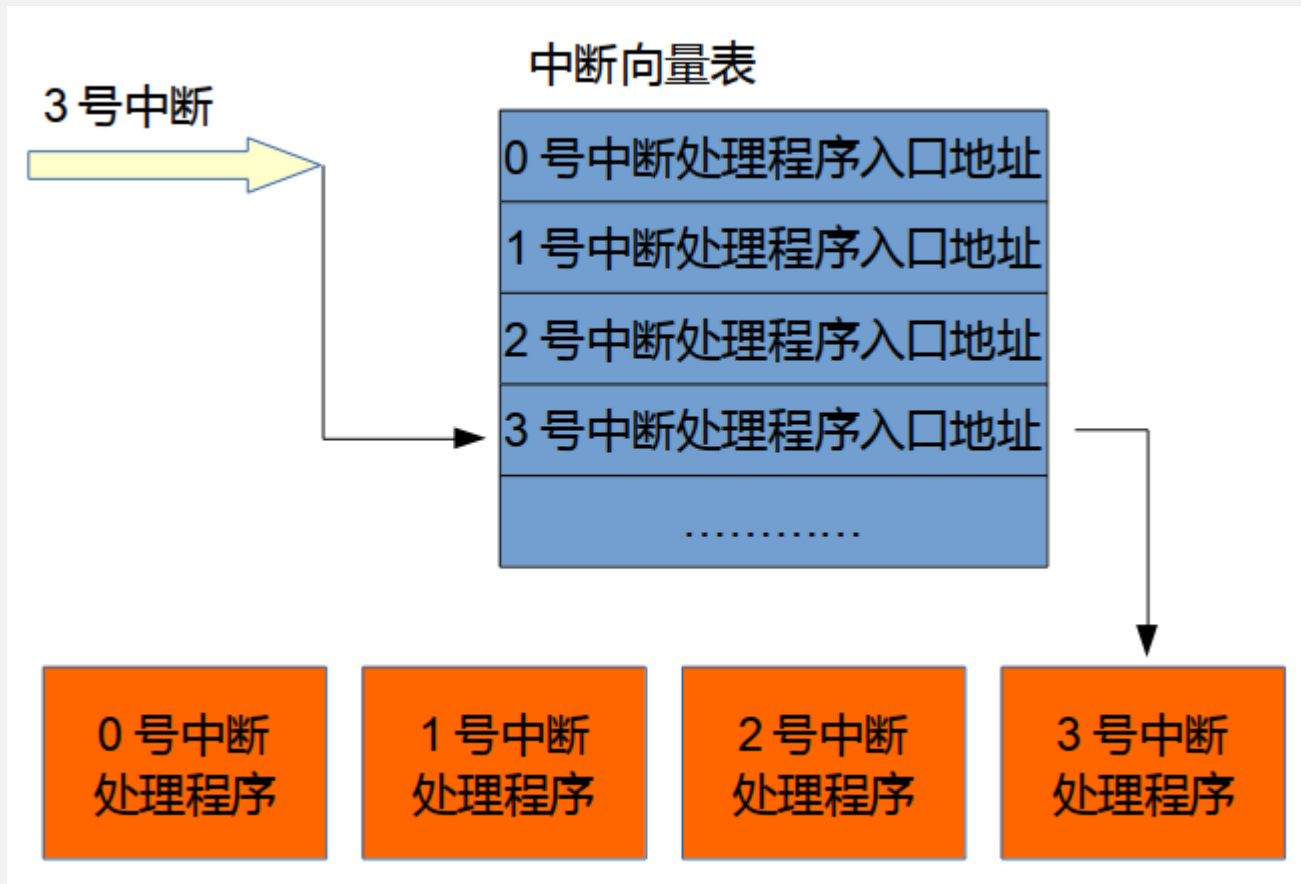 中断向量表
3 号中断
0 号中断处理程序入口地址
1 号中断处理程序入口地址
2 号中断处理程序入口地址
3 号中断处理程序入口地址
…………
0 号中断
处理程序
1 号中断
处理程序
2 号中断
处理程序
3 号中断
处理程序